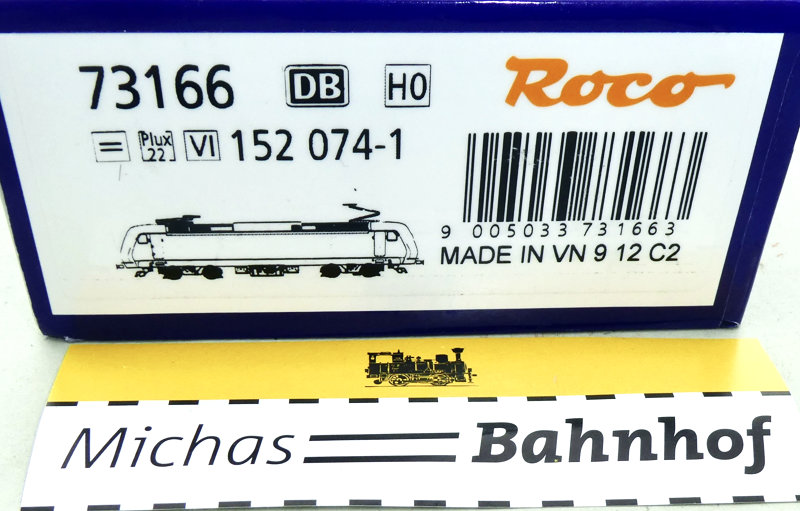 73166 DB H0 Roco
= Plux 22 VI 152 074-1
9 005033 731663
MADE IN VN 9 12 C2
Michas Bahnhof